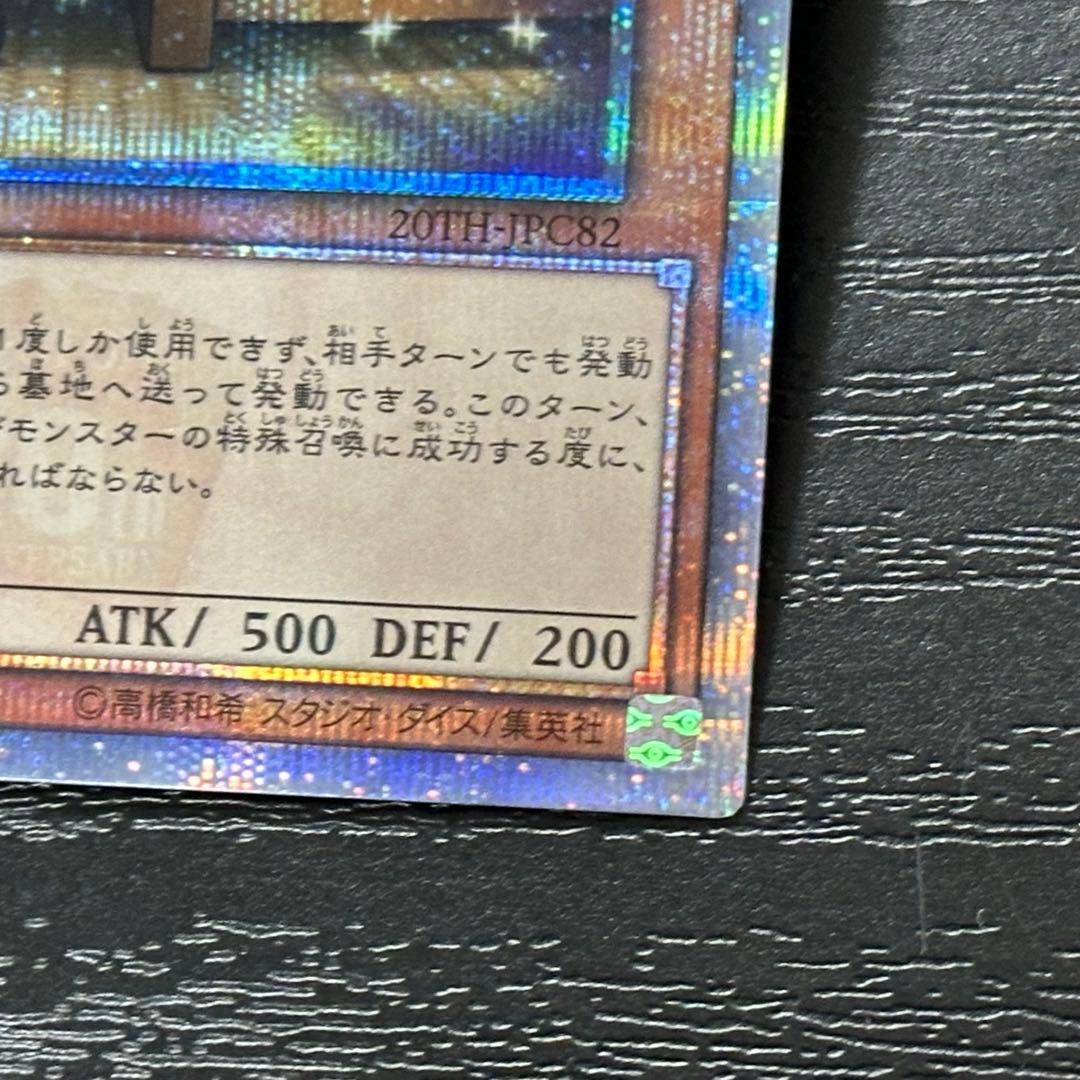 20TH-JPC82
1度しか使用できず、相手ターンでも発動
ら墓地へ送って発動できる。このターン、
モンスターの特殊召喚に成功する度に、
ればならない。
ATK/ 500 DEF/ 200
©高橋和希 スタジオ・ダイス/集英社